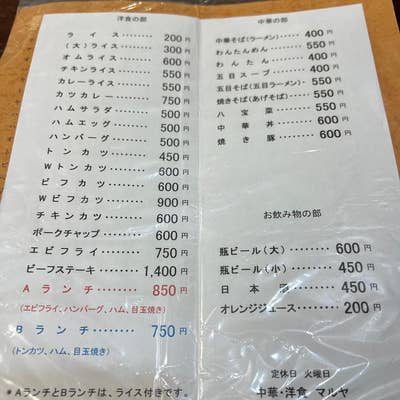 洋食の部
ライス‥‥‥‥200円
(大)ライス‥‥‥‥300円
オムライス‥‥‥‥600円
チキンライス‥‥‥‥550円
カレーライス‥‥‥‥550円
カツカレー‥‥‥‥750円
ハムサラダ‥‥‥‥500円
ハムエッグ‥‥‥‥500円
ハンバーグ‥‥‥‥500円
トンカツ‥‥‥‥450円
Wトンカツ‥‥‥‥600円
ビフカツ‥‥‥‥600円
Wビフカツ‥‥‥‥900円
チキンカツ‥‥‥‥600円
ポークチャップ‥‥‥‥600円
エビフライ‥‥‥‥750円
ビーフステーキ‥‥‥‥1,400円
Aランチ‥‥‥‥850円
(エビフライ、ハンバーグ、ハム、目玉焼き)
Bランチ‥‥‥‥750円
(トンカツ、ハム、目玉焼き)
*AランチとBランチは、ライス付きです。
中華の部
中華そば(ラーメン)‥‥‥‥400円
わんたんめん‥‥‥‥550円
わんたん‥‥‥‥400円
五目スープ‥‥‥‥400円
五目そば(五目ラーメン)‥‥‥‥550円
焼きそば(あげそば)‥‥‥‥550円
八宝菜‥‥‥‥550円
中華丼‥‥‥‥600円
焼き豚‥‥‥‥600円
お飲み物の部
瓶ビール(大)‥‥‥‥600円
瓶ビール(小)‥‥‥‥450円
日本酒‥‥‥‥450円
オレンジジュース‥‥‥‥200円
定休日 火曜日
中華・洋食 マルヤ